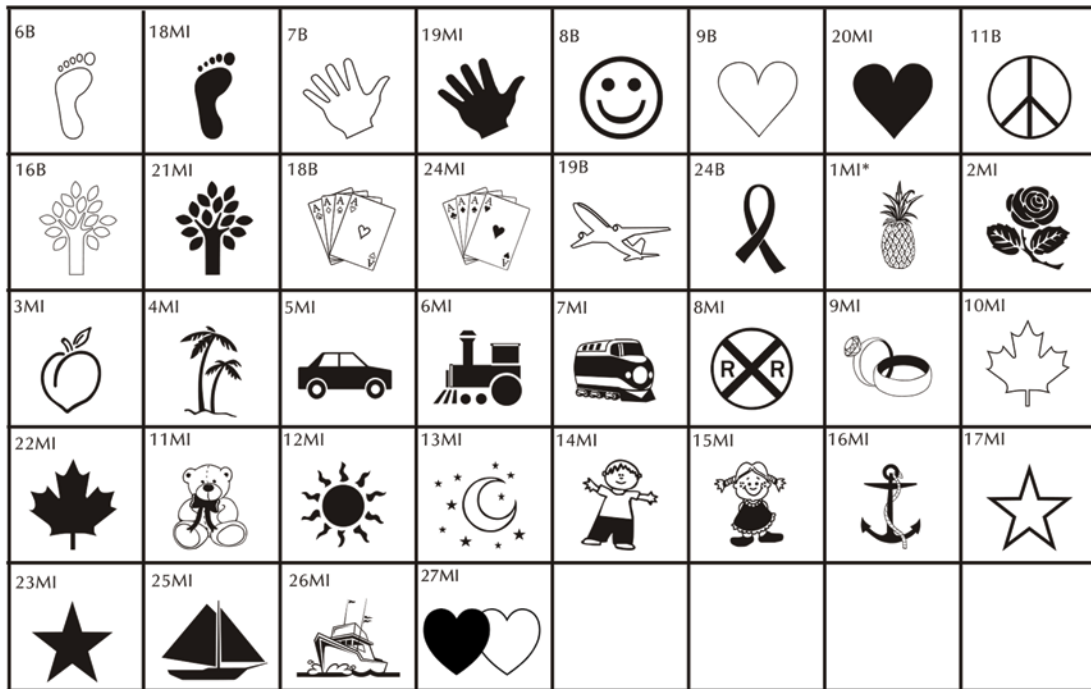 6B 18MI 7B 19MI 8B 9B 20MI 11B
16B 21MI 18B 24MI 19B 24B 1MI* 2MI
A A A A A A A A
A A
3MI 4MI 5MI 6MI 7MI 8MI 9MI 10MI
R R
22MI 11MI 12MI 13MI 14MI 15MI 16MI 17MI
23MI 25MI 26MI 27MI